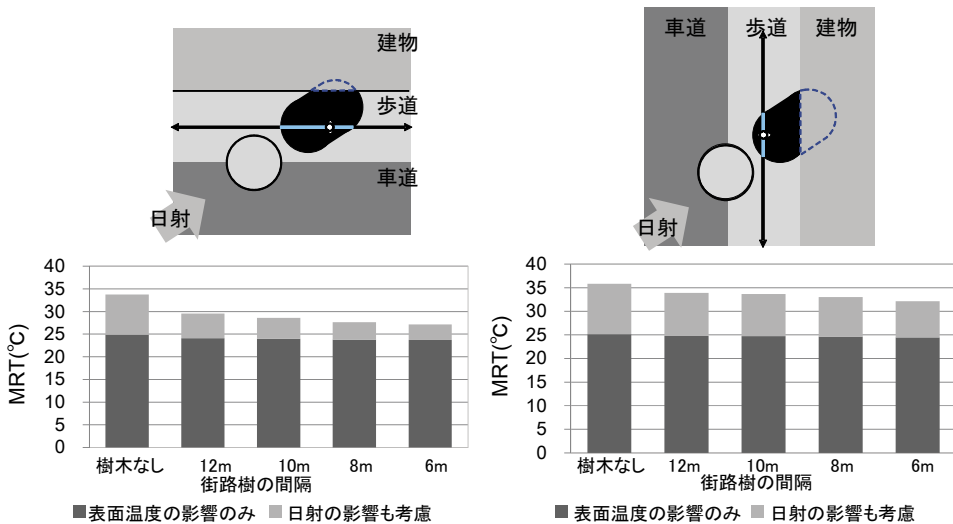 建物
歩道
車道
日射
MRT(℃)
40
35
30
25
20
15
10
5
0
樹木なし 12m 10m 8m 6m
街路樹の間隔
■表面温度の影響のみ ■日射の影響も考慮
車道 歩道 建物
日射
MRT(℃)
40
35
30
25
20
15
10
5
0
樹木なし 12m 10m 8m 6m
街路樹の間隔
■表面温度の影響のみ ■日射の影響も考慮